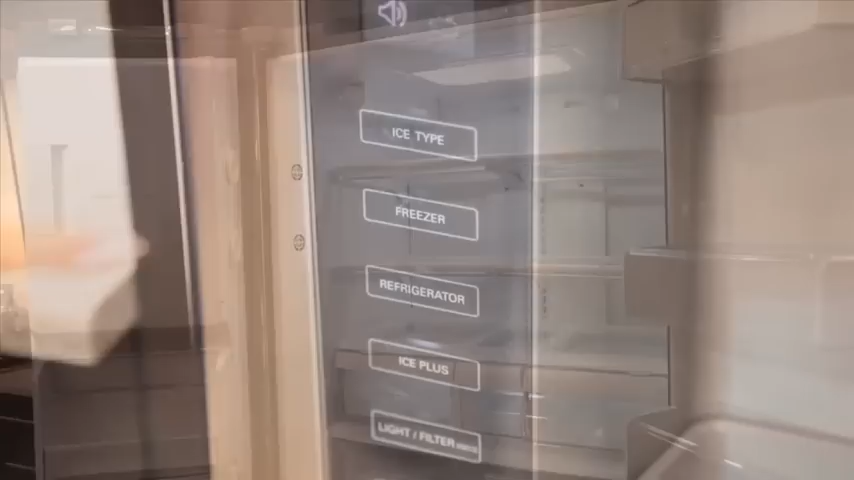 ICE TYPE
FREEZER
REFRIGERATOR
ICE PLUS
LIGHT / FILTER